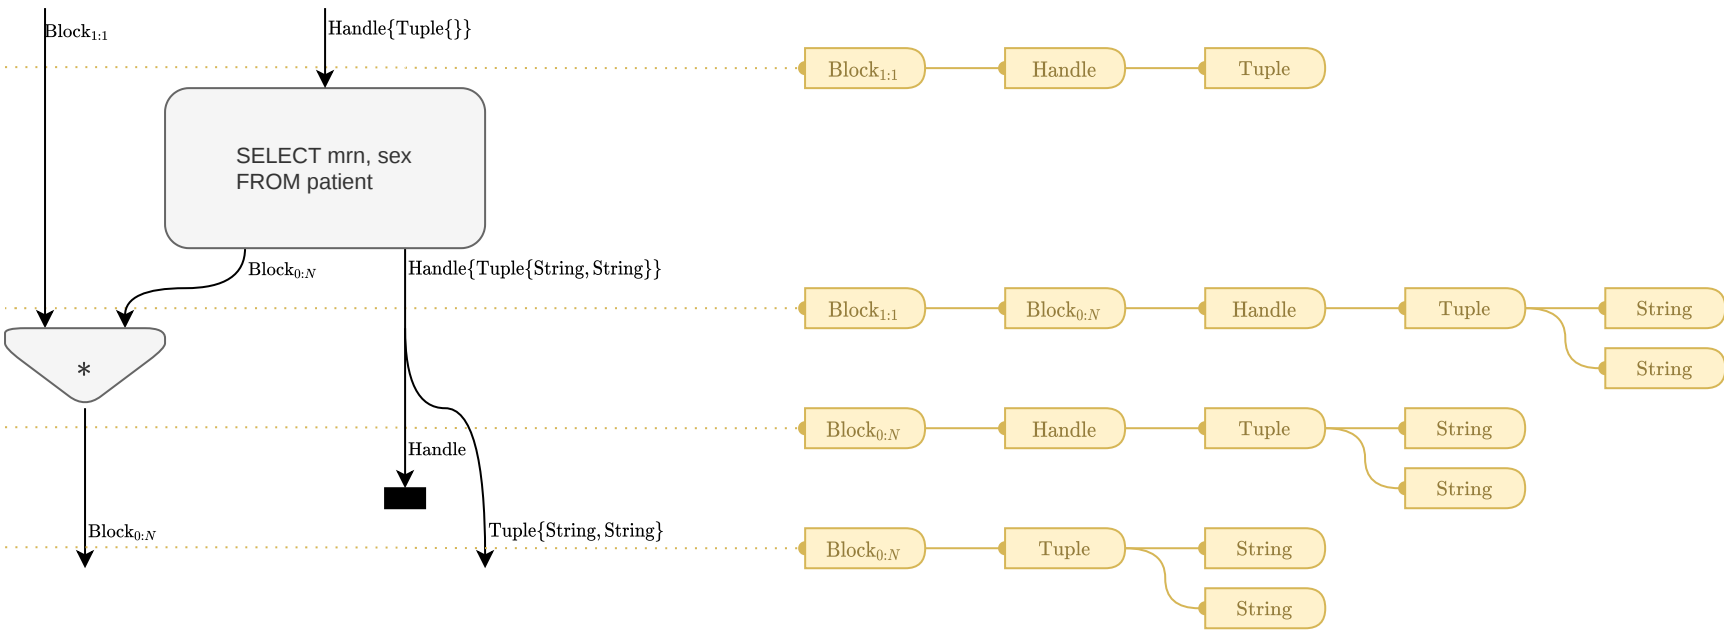 Block₁:₁
Handle{Tuple{}}
Block₁:₁ Handle Tuple
SELECT mrn, sex
FROM patient
Block₀:N
Handle{Tuple{String, String}}
Block₁:₁ Block₀:N Handle Tuple String
String
*
Block₀:N Handle Tuple String
Handle
String
Block₀:N
Tuple{String, String}
Block₀:N Tuple String
String